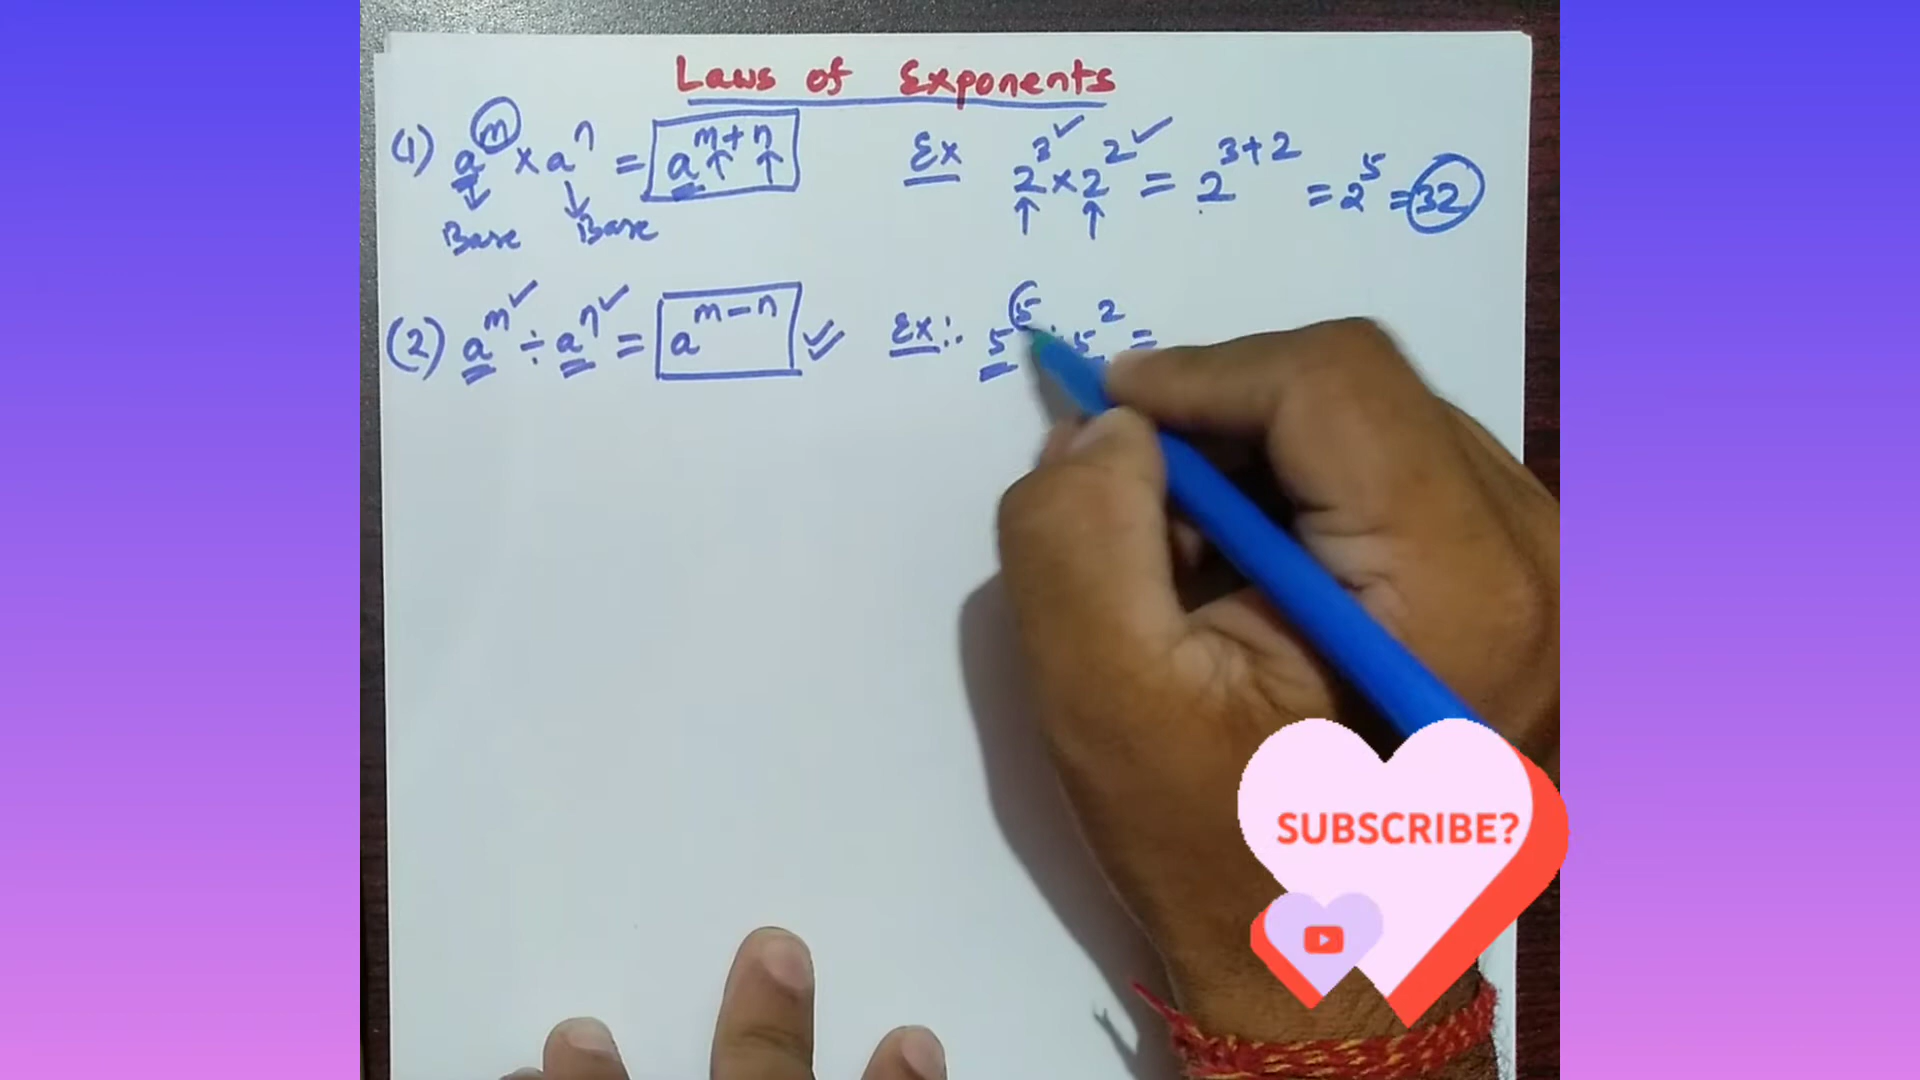 Laws of Exponents
(1) a^m × a^n = a^{m+n}
Base Base
Ex 2^3 × 2^2 = 2^{3+2} = 2^5 = 32
(2) a^m ÷ a^n = a^{m-n}
Ex:. 5^5 ÷ 5^2 =
SUBSCRIBE?